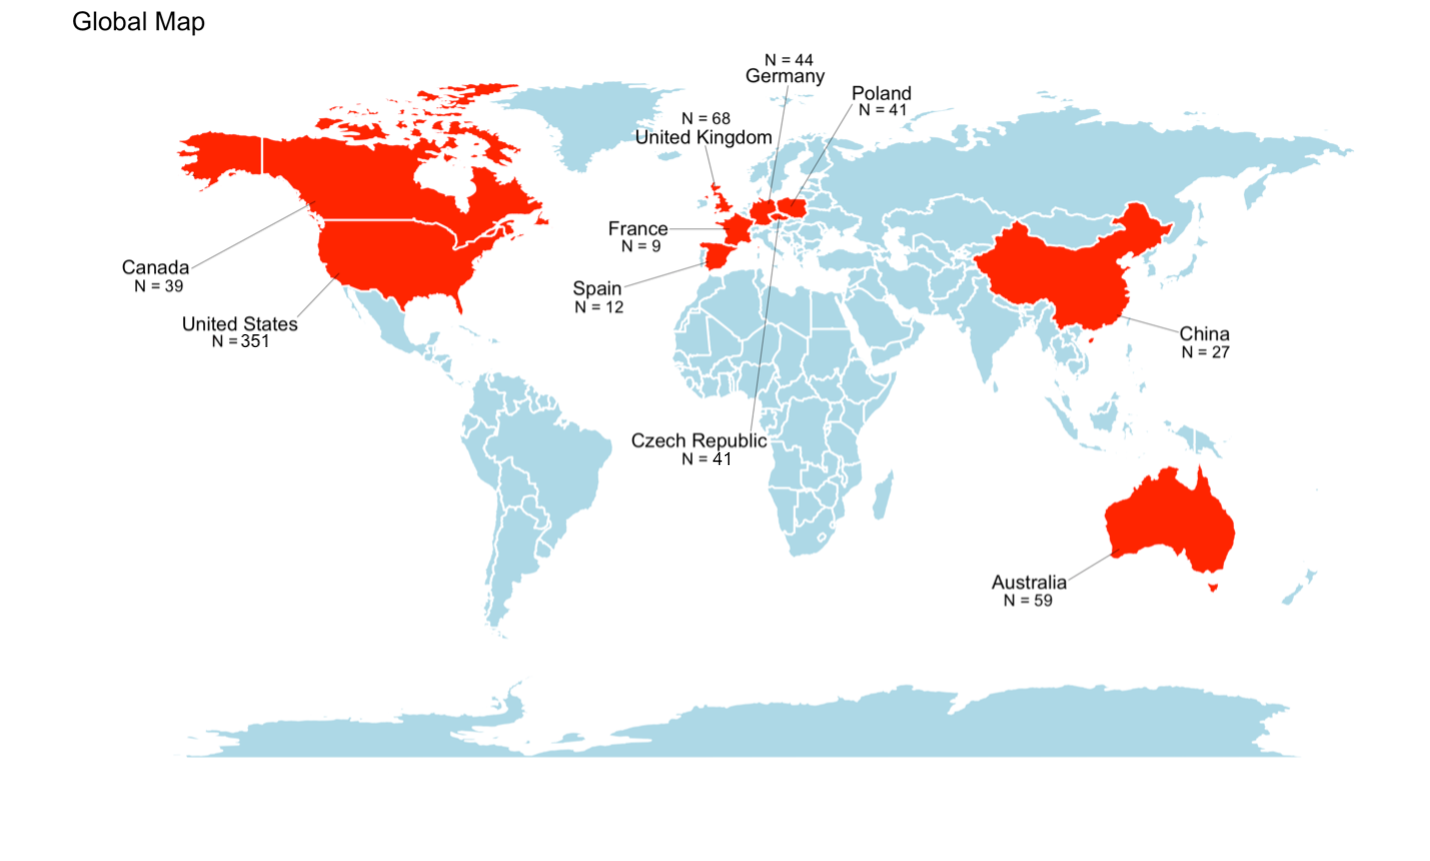 Global Map
N = 44
Germany
Poland
N = 41
N = 68
United Kingdom
France
N = 9
Canada
N = 39
Spain
N = 12
United States
N = 351
China
N = 27
Czech Republic
N = 41
Australia
N = 59